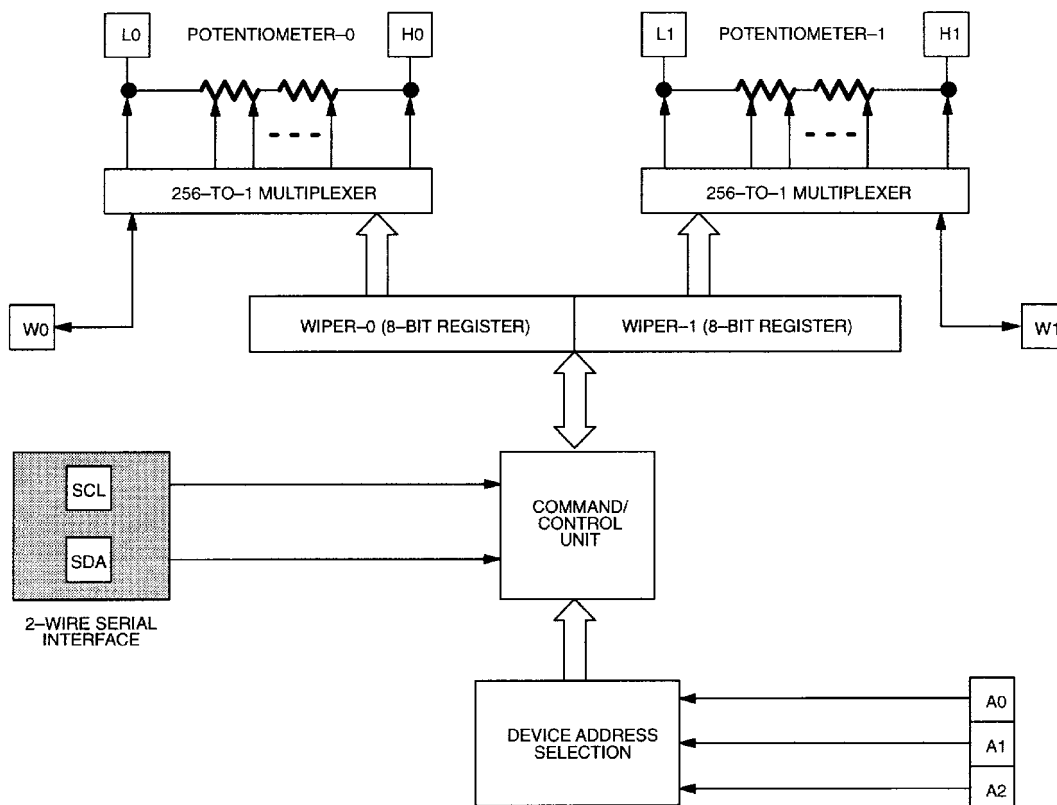 L0 POTENTIOMETER–0 H0
L1 POTENTIOMETER–1 H1
256–TO–1 MULTIPLEXER
256–TO–1 MULTIPLEXER
W0
WIPER–0 (8–BIT REGISTER)
WIPER–1 (8–BIT REGISTER)
W1
SCL
SDA
2–WIRE SERIAL
INTERFACE
COMMAND/
CONTROL
UNIT
DEVICE ADDRESS
SELECTION
A0
A1
A2